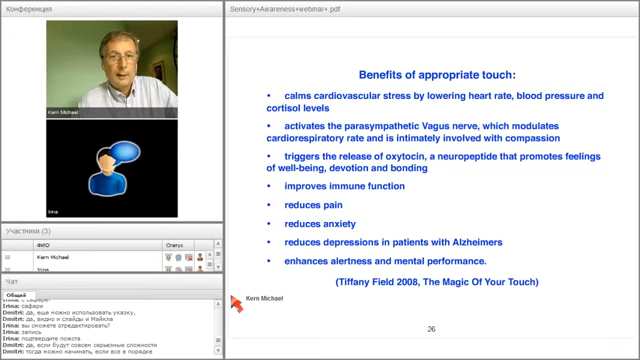 Конференция
Kern Michael
Irina
Участники (3)
ФИО
Статус
Kern Michael
Irina
Чат
Общий
Irina: сафари
Dmitri: да, еще можно использовать указку,
Dmitri: да, видно и слайды и Майкла
Irina: вы сможете отредактировать?
Irina: запись
Irina: подтвердите пожста
Dmitri: да, если будут совсем серьезные сложности
Dmitri: тогда можно начинать, если все в порядов
Sensory+Awareness+webinar+.pdf
Benefits of appropriate touch:
• calms cardiovascular stress by lowering heart rate, blood pressure and
cortisol levels
• activates the parasympathetic Vagus nerve, which modulates
cardiorespiratory rate and is intimately involved with compassion
• triggers the release of oxytocin, a neuropeptide that promotes feelings
of well-being, devotion and bonding
• improves immune function
• reduces pain
• reduces anxiety
• reduces depressions in patients with Alzheimers
• enhances alertness and mental performance.
(Tiffany Field 2008, The Magic Of Your Touch)
Kern Michael
26